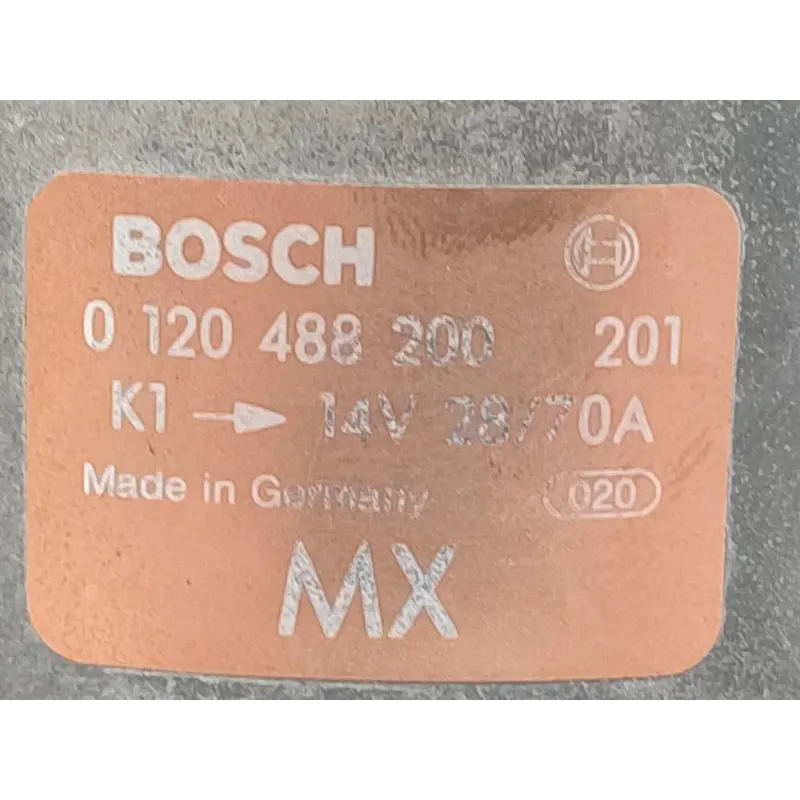 BOSCH
0 120 488 200 201
K1 → 14V 28/70A
Made in Germany 020
MX